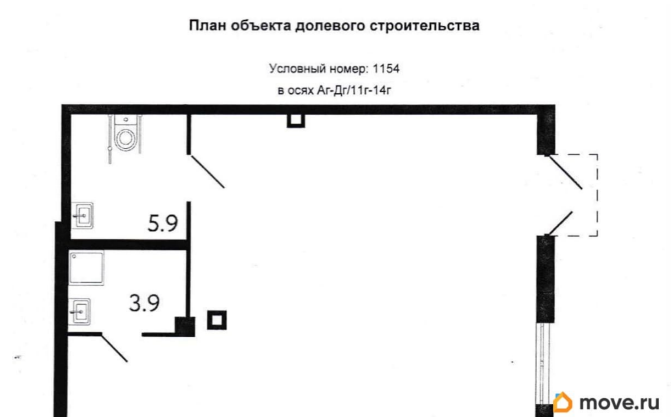 План объекта долевого строительства
Условный номер: 1154
в осях Аг-Дг/11г-14г
5.9
3.9
move.ru